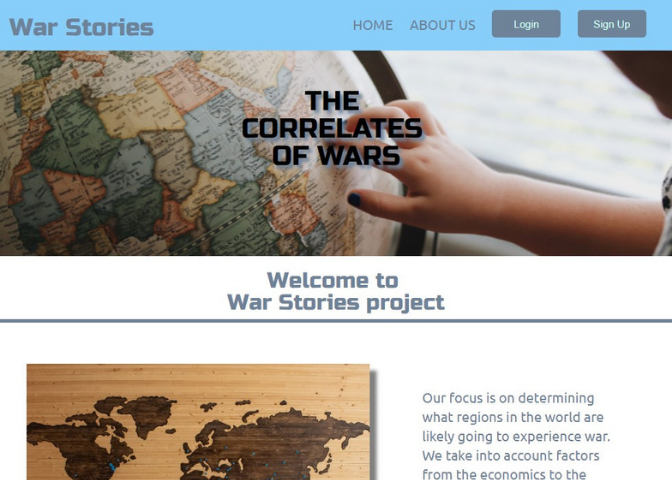 War Stories
HOME ABOUT US Login Sign Up
THE
CORRELATES
OF WARS
Welcome to
War Stories project
Our focus is on determining
what regions in the world are
likely going to experience war.
We take into account factors
from the economics to the